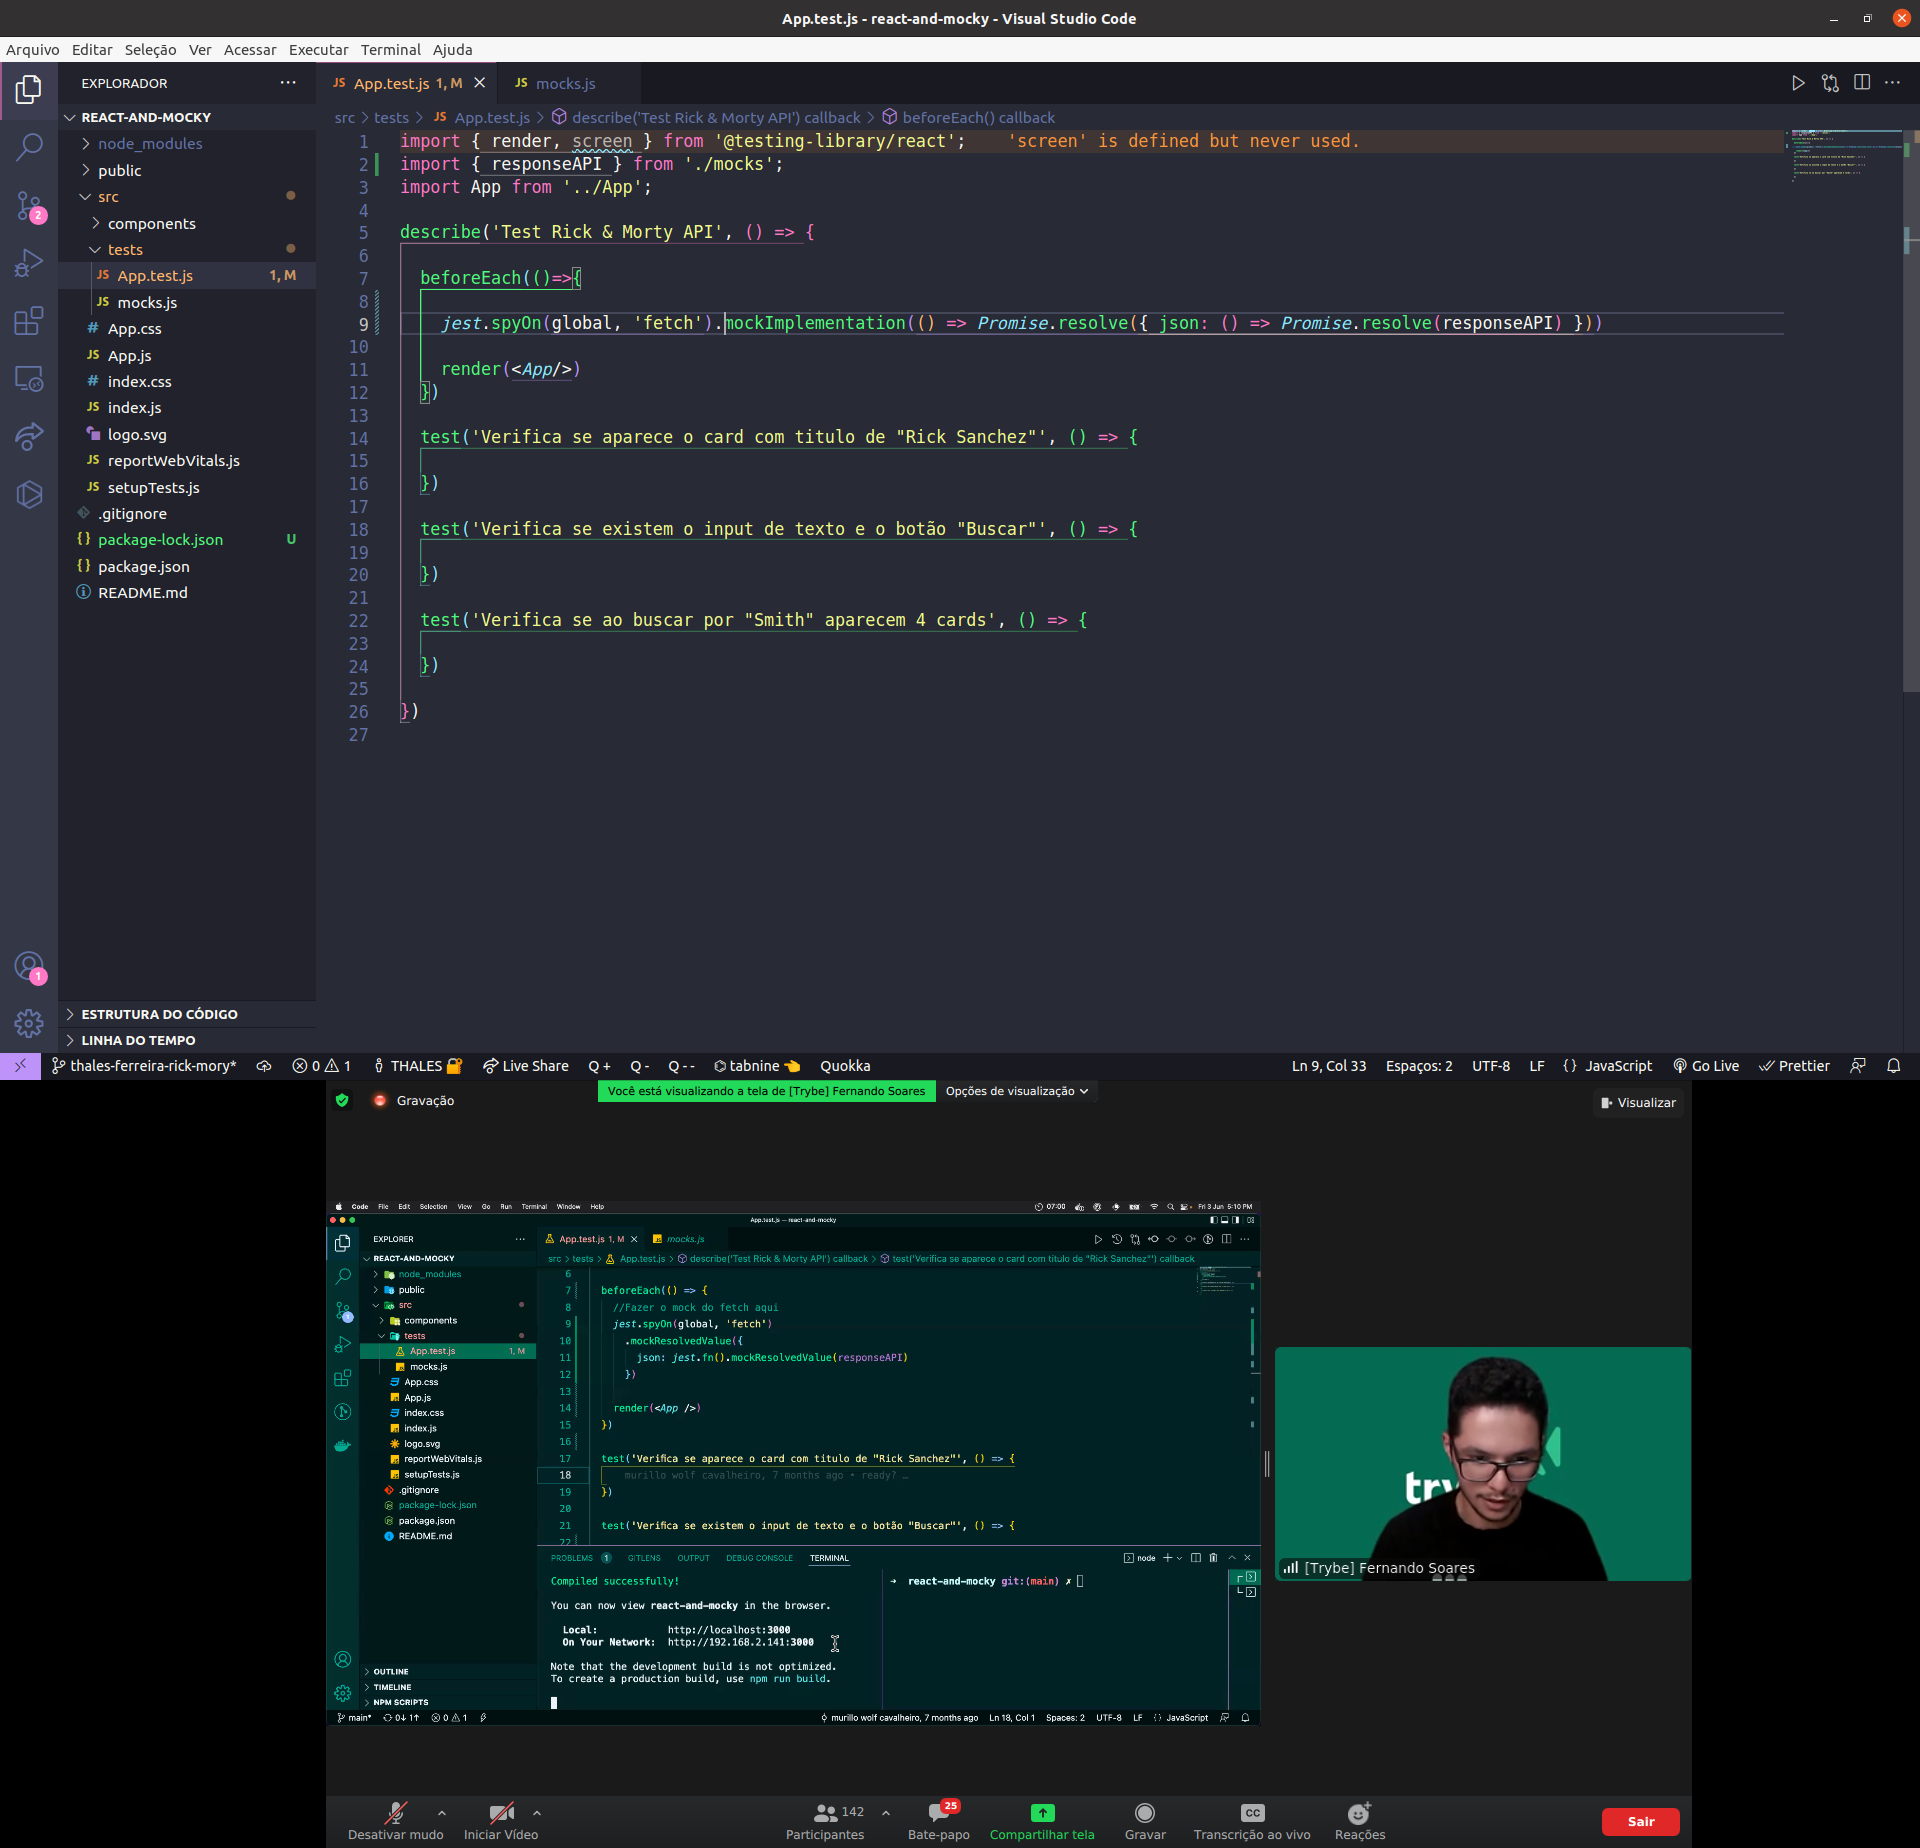 App.test.js - react-and-mocky - Visual Studio Code
Arquivo Editar Seleção Ver Acessar Executar Terminal Ajuda
EXPLORADOR
REACT-AND-MOCKY
node_modules
public
src
components
tests
JS App.test.js 1, M
JS mocks.js
# App.css
JS App.js
# index.css
JS index.js
logo.svg
JS reportWebVitals.js
JS setupTests.js
.gitignore
{} package-lock.json U
{} package.json
README.md
ESTRUTURA DO CÓDIGO
LINHA DO TEMPO
2
1
JS App.test.js 1, M
JS mocks.js
src > tests > JS App.test.js > describe('Test Rick & Morty API') callback > beforeEach() callback
1 import { render, screen } from '@testing-library/react'; 'screen' is defined but never used.
2 import { responseAPI } from './mocks';
3 import App from '../App';
4
5 describe('Test Rick & Morty API', () => {
6
7 beforeEach(()=>{
8
9 jest.spyOn(global, 'fetch').mockImplementation(() => Promise.resolve({ json: () => Promise.resolve(responseAPI) }))
10
11 render(<App/>)
12 })
13
14 test('Verifica se aparece o card com titulo de "Rick Sanchez"', () => {
15
16 })
17
18 test('Verifica se existem o input de texto e o botão "Buscar"', () => {
19
20 })
21
22 test('Verifica se ao buscar por "Smith" aparecem 4 cards', () => {
23
24 })
25
26 })
27
thales-ferreira-rick-mory* 0 1 THALES Live Share Q + Q - Q - - tabnine Quokka Ln 9, Col 33 Espaços: 2 UTF-8 LF {} JavaScript Go Live Prettier
Gravação
Você está visualizando a tela de [Trybe] Fernando Soares
Opções de visualização
Visualizar
Code File Edit Selection View Go Run Terminal Window Help
07:00 Fri 3 Jun 5:10 PM
App.test.js — react-and-mocky
EXPLORER
REACT-AND-MOCKY
node_modules
public
src
components
tests
App.test.js 1, M
mocks.js
App.css
App.js
index.css
index.js
logo.svg
reportWebVitals.js
setupTests.js
.gitignore
package-lock.json
package.json
README.md
OUTLINE
TIMELINE
NPM SCRIPTS
App.test.js 1, M
mocks.js
src > tests > App.test.js > describe('Test Rick & Morty API') callback > test('Verifica se aparece o card com titulo de "Rick Sanchez"') callback
6
7 beforeEach(() => {
8 //Fazer o mock do fetch aqui
9 jest.spyOn(global, 'fetch')
10 .mockResolvedValue({
11 json: jest.fn().mockResolvedValue(responseAPI)
12 })
13
14 render(<App />)
15 })
16
17 test('Verifica se aparece o card com titulo de "Rick Sanchez"', () => {
18 murillo wolf cavalheiro, 7 months ago • ready? …
19 })
20
21 test('Verifica se existem o input de texto e o botão "Buscar"', () => {
22
PROBLEMS 1 GITLENS OUTPUT DEBUG CONSOLE TERMINAL
node
Compiled successfully!
You can now view react-and-mocky in the browser.
Local: http://localhost:3000
On Your Network: http://192.168.2.141:3000
Note that the development build is not optimized.
To create a production build, use npm run build.
→ react-and-mocky git:(main) ✗
main* 0↓ 1↑ 0 1 murillo wolf cavalheiro, 7 months ago Ln 18, Col 1 Spaces: 2 UTF-8 LF {} JavaScript
try
[Trybe] Fernando Soares
Desativar mudo
Iniciar Vídeo
142
Participantes
25
Bate-papo
Compartilhar tela
Gravar
CC
Transcrição ao vivo
Reações
Sair